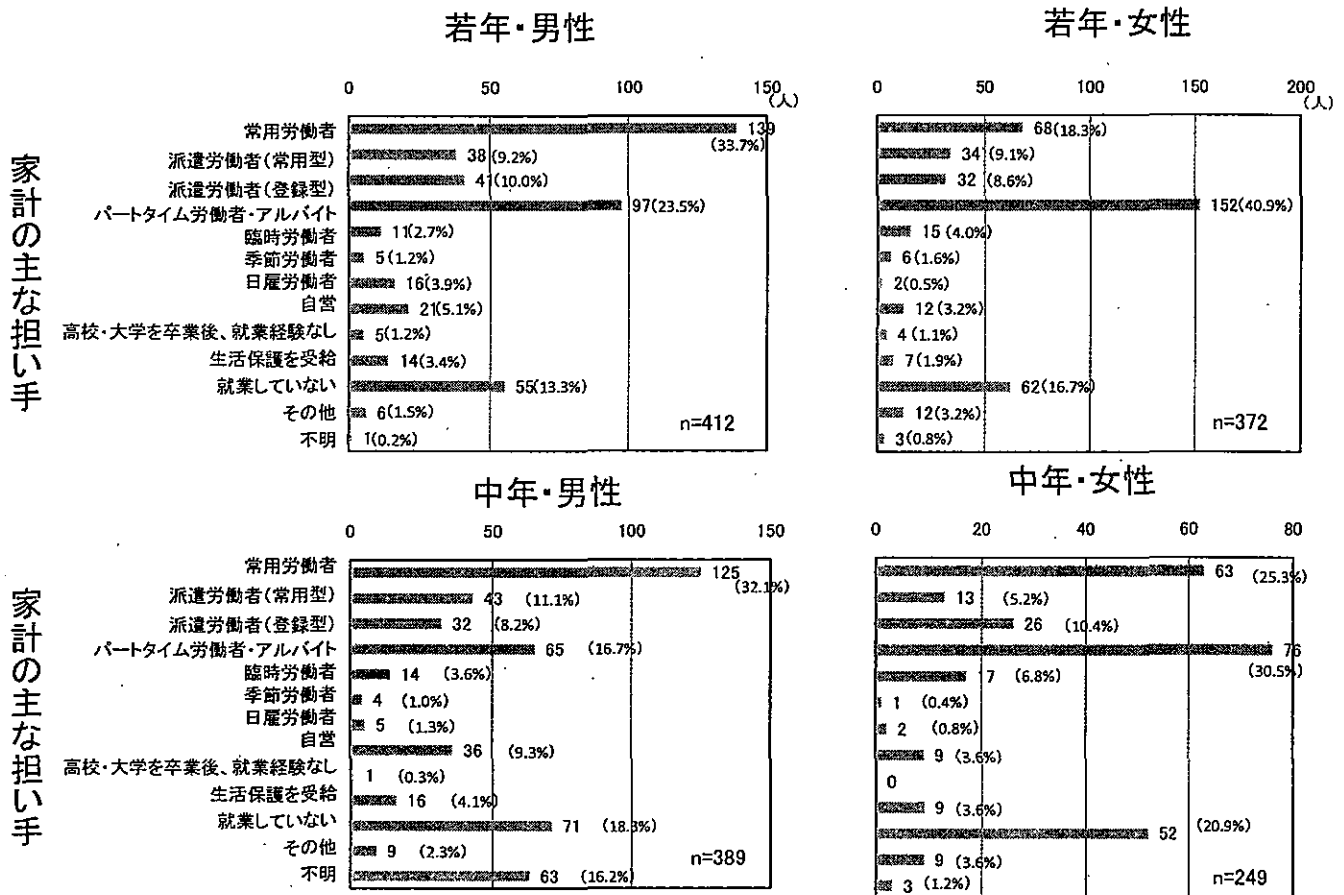 若年・男性
0 50 100 150
(人)
家計の主な担い手
常用労働者 139
(33.7%)
派遣労働者(常用型) 38(9.2%)
派遣労働者(登録型) 41(10.0%)
パートタイム労働者・アルバイト 97(23.5%)
臨時労働者 11(2.7%)
季節労働者 5(1.2%)
日雇労働者 16(3.9%)
自営 21(5.1%)
高校・大学を卒業後、就業経験なし 5(1.2%)
生活保護を受給 14(3.4%)
就業していない 55(13.3%)
その他 6(1.5%)
不明 1(0.2%)
n=412
若年・女性
0 50 100 150 200
(人)
68(18.3%)
34(9.1%)
32(8.6%)
152(40.9%)
15(4.0%)
6(1.6%)
2(0.5%)
12(3.2%)
4(1.1%)
7(1.9%)
62(16.7%)
12(3.2%)
3(0.8%)
n=372
中年・男性
0 50 100 150
家計の主な担い手
常用労働者 125
(32.1%)
派遣労働者(常用型) 43 (11.1%)
派遣労働者(登録型) 32 (8.2%)
パートタイム労働者・アルバイト 65 (16.7%)
臨時労働者 14 (3.6%)
季節労働者 4 (1.0%)
日雇労働者 5 (1.3%)
自営 36 (9.3%)
高校・大学を卒業後、就業経験なし 1 (0.3%)
生活保護を受給 16 (4.1%)
就業していない 71 (18.3%)
その他 9 (2.3%)
不明 63 (16.2%)
n=389
中年・女性
0 20 40 60 80
63 (25.3%)
13 (5.2%)
26 (10.4%)
76
(30.5%)
17 (6.8%)
1 (0.4%)
2 (0.8%)
9 (3.6%)
0
9 (3.6%)
52 (20.9%)
9 (3.6%)
3 (1.2%)
n=249